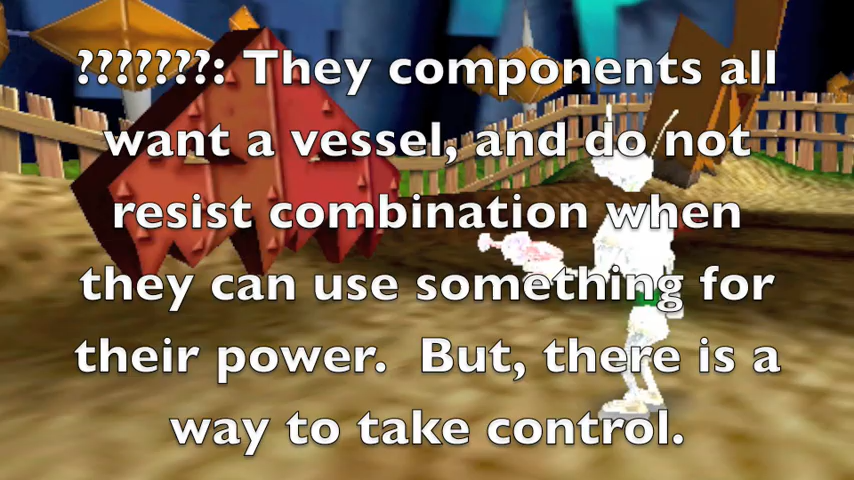 ???????: They components all
want a vessel, and do not
resist combination when
they can use something for
their power.  But, there is a
way to take control.